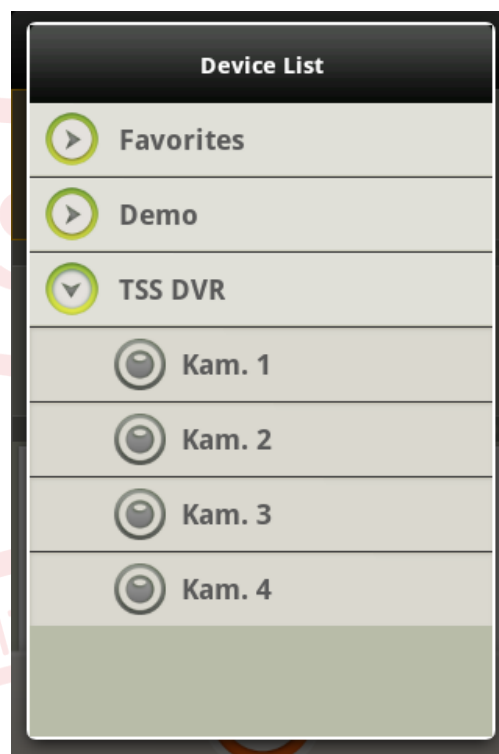 Device List
Favorites
Demo
TSS DVR
Kam. 1
Kam. 2
Kam. 3
Kam. 4